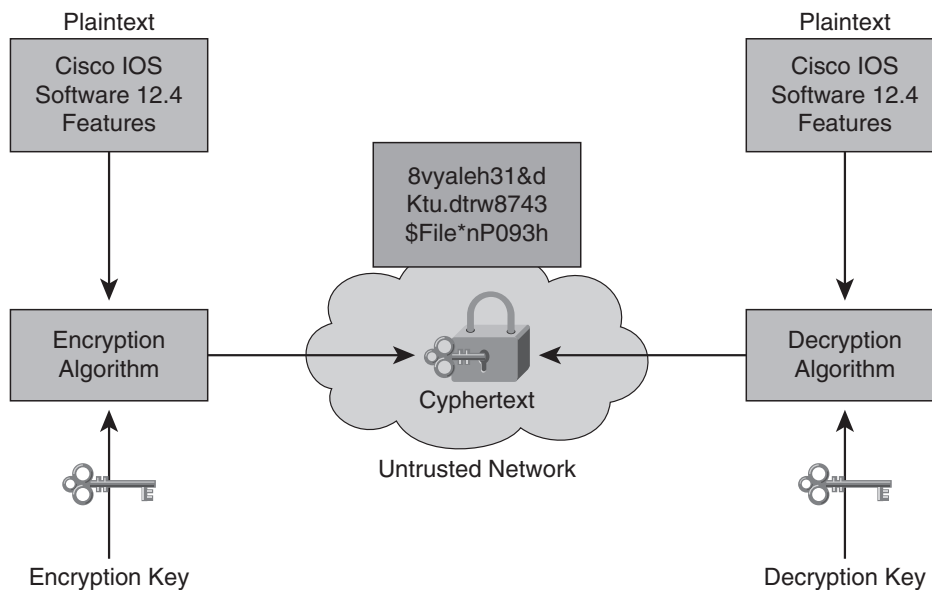 Plaintext
Cisco IOS
Software 12.4
Features
Plaintext
Cisco IOS
Software 12.4
Features
8vyaleh31&d
Ktu.dtrw8743
$File*nP093h
Encryption
Algorithm
Cyphertext
Decryption
Algorithm
Untrusted Network
Encryption Key
Decryption Key